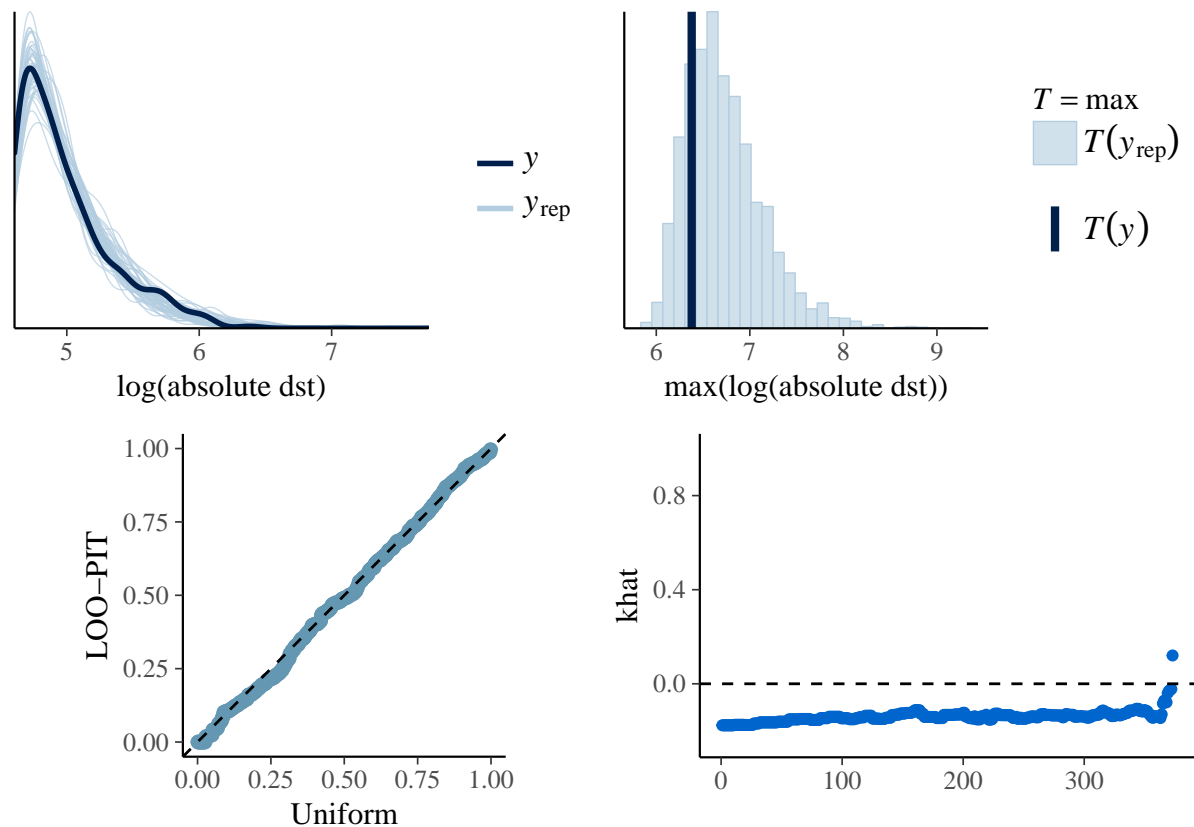 y
y_rep
5 6 7
log(absolute dst)
T = max
T(y_rep)
T(y)
6 7 8 9
max(log(absolute dst))
1.00
0.75
0.50
0.25
0.00
LOO−PIT
0.00 0.25 0.50 0.75 1.00
Uniform
0.8
0.4
0.0
khat
0 100 200 300